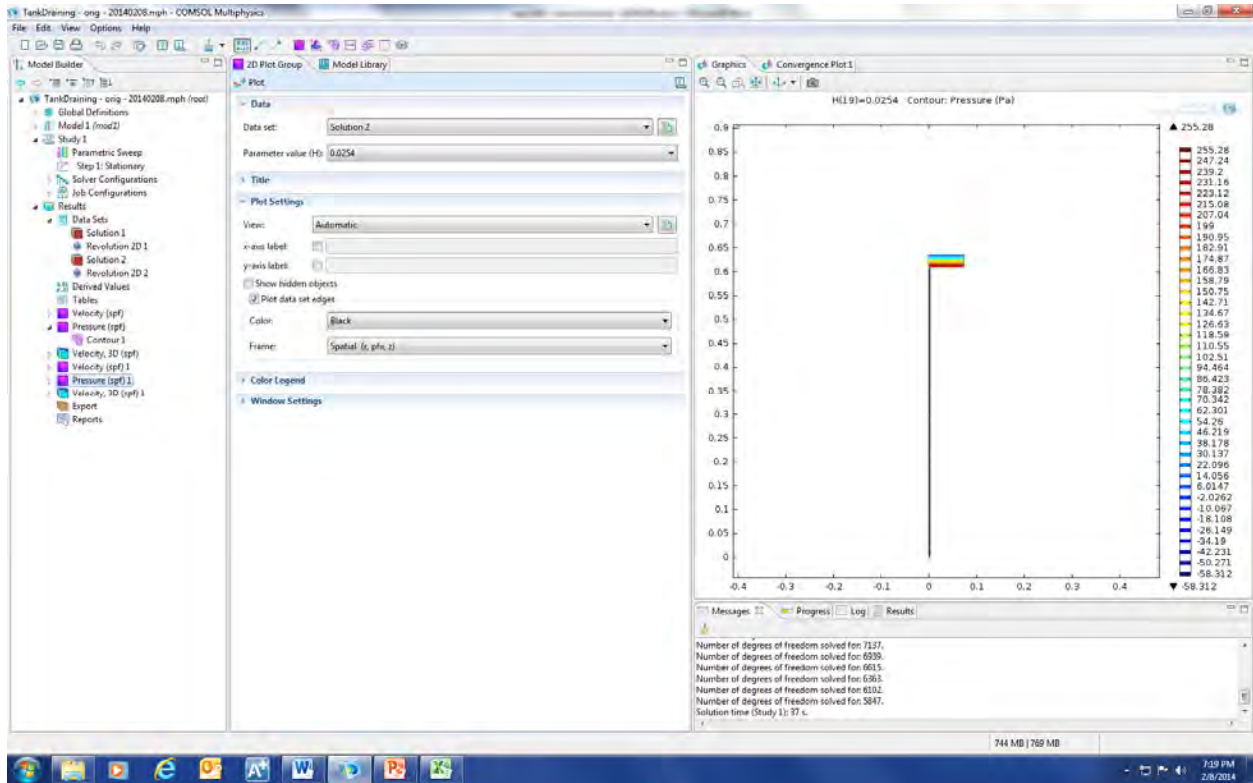 TankDraining - orig - 20140208.mph - COMSOL Multiphysics
File Edit View Options Help
Model Builder
TankDraining - orig - 20140208.mph (root)
Global Definitions
Model 1 (mod1)
Study 1
Parametric Sweep
Step 1: Stationary
Solver Configurations
Job Configurations
Results
Data Sets
Solution 1
Revolution 2D 1
Solution 2
Revolution 2D 2
Derived Values
Tables
Velocity (spf)
Pressure (spf)
Contour 1
Velocity, 3D (spf)
Velocity (spf) 1
Pressure (spf) 1
Velocity, 3D (spf) 1
Export
Reports
2D Plot Group Model Library
Plot
Data
Data set: Solution 2
Parameter value (H): 0.0254
Title
Plot Settings
View: Automatic
x-axis label:
y-axis label:
Show hidden objects
Plot data set edges
Color: Black
Frame: Spatial (r, phi, z)
Color Legend
Window Settings
Graphics Convergence Plot 1
H(19)=0.0254 Contour: Pressure (Pa)
0.9
0.85
0.8
0.75
0.7
0.65
0.6
0.55
0.5
0.45
0.4
0.35
0.3
0.25
0.2
0.15
0.1
0.05
0
-0.4 -0.3 -0.2 -0.1 0 0.1 0.2 0.3 0.4
▲ 255.28
255.28
247.24
239.2
231.16
223.12
215.08
207.04
199
190.95
182.91
174.87
166.83
158.79
150.75
142.71
134.67
126.63
118.59
110.55
102.51
94.464
86.423
78.382
70.342
62.301
54.26
46.219
38.178
30.137
22.096
14.056
6.0147
-2.0262
-10.067
-18.108
-26.149
-34.19
-42.231
-50.271
-58.312
▼ -58.312
Messages Progress Log Results
Number of degrees of freedom solved for: 7137.
Number of degrees of freedom solved for: 6939.
Number of degrees of freedom solved for: 6615.
Number of degrees of freedom solved for: 6363.
Number of degrees of freedom solved for: 6102.
Number of degrees of freedom solved for: 5847.
Solution time (Study 1): 37 s.
744 MB | 769 MB
7:19 PM
2/8/2014